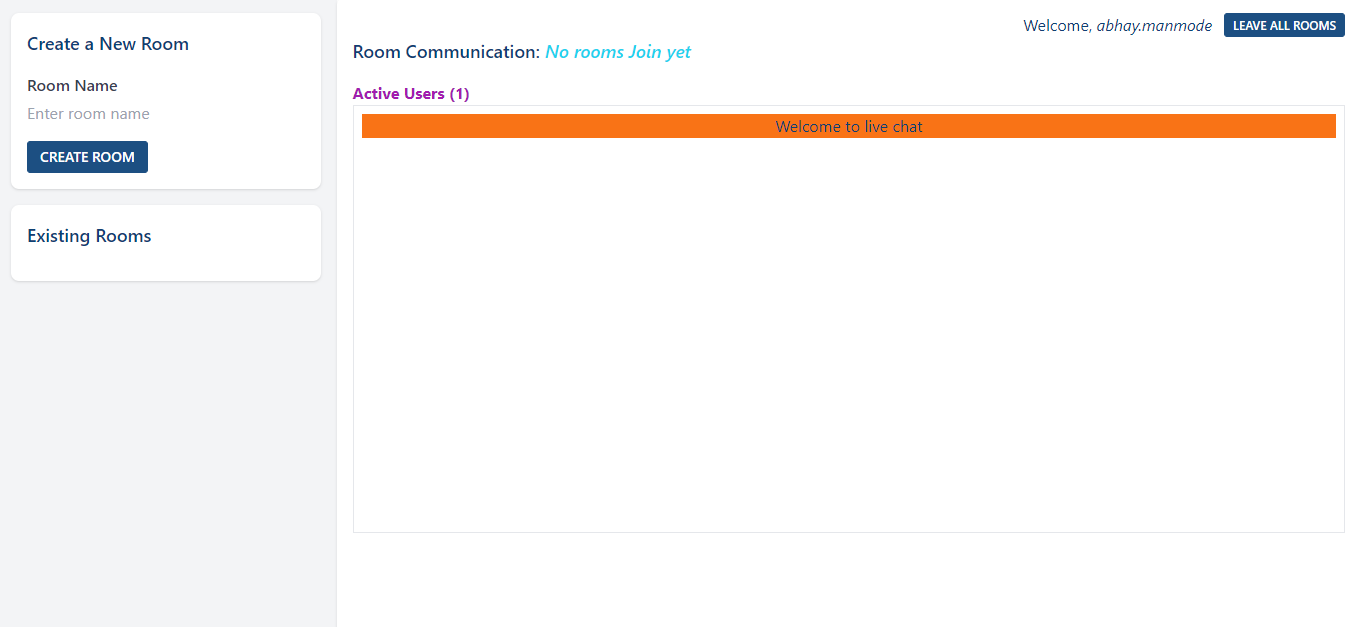 Create a New Room
Room Name
Enter room name
CREATE ROOM
Existing Rooms
Welcome, abhay.manmode
LEAVE ALL ROOMS
Room Communication: No rooms Join yet
Active Users (1)
Welcome to live chat